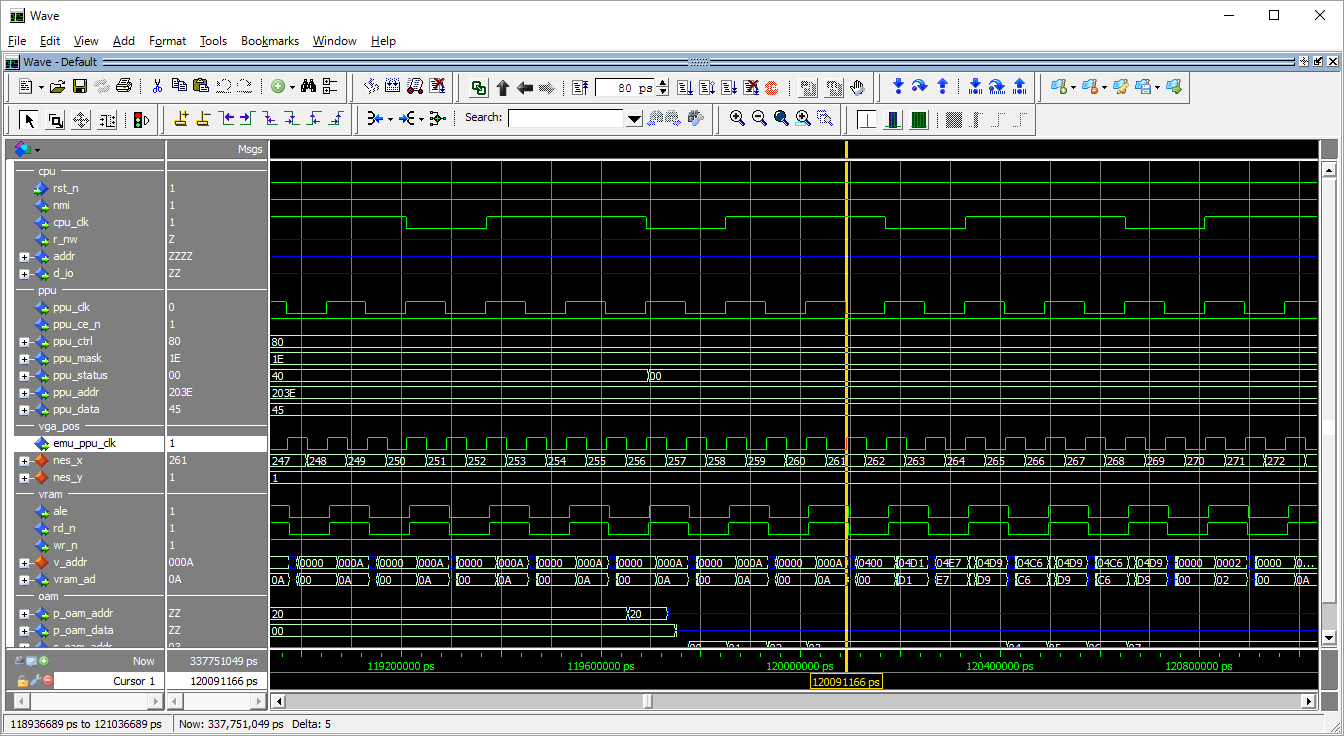 Wave
File Edit View Add Format Tools Bookmarks Window Help
Wave - Default
80 ps
Search:
Msgs
cpu
rst_n 1
nmi 1
cpu_clk 1
r_nw Z
addr ZZZZ
d_io ZZ
ppu
ppu_clk 0
ppu_ce_n 1
ppu_ctrl 80 80
ppu_mask 1E 1E
ppu_status 00 40 00
ppu_addr 203E 203E
ppu_data 45 45
vga_pos
emu_ppu_clk 1
nes_x 261 247 248 249 250 251 252 253 254 255 256 257 258 259 260 261 262 263 264 265 266 267 268 269 270 271 272
nes_y 1 1
vram
ale 1
rd_n 1
wr_n 1
v_addr 000A 0000 000A 0000 000A 0000 000A 0000 000A 0000 000A 0000 000A 0000 000A 0400 04D1 04E7 04D9 04C6 04D9 04C6 04D9 0000 0002 0000 0...
vram_ad 0A 0A 00 0A 00 0A 00 0A 00 0A 00 0A 00 0A 00 0A 00 D1 E7 D9 C6 D9 C6 D9 00 02 00 0A
oam
p_oam_addr ZZ 20 20
p_oam_data ZZ 00
Now 337751049 ps 119200000 ps 119600000 ps 120000000 ps 120400000 ps 120800000 ps
Cursor 1 120091166 ps 120091166 ps
118936689 ps to 121036689 ps Now: 337,751,049 ps Delta: 5